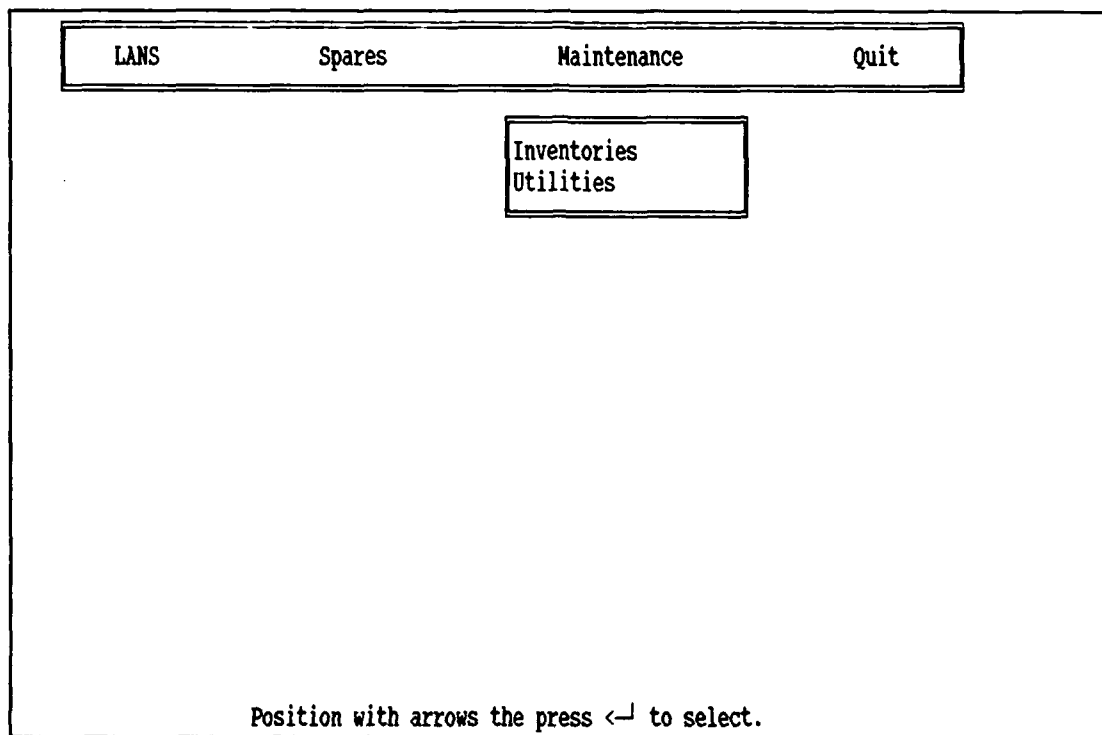 LANS Spares Maintenance Quit
Inventories
Utilities
Position with arrows the press <┘ to select.